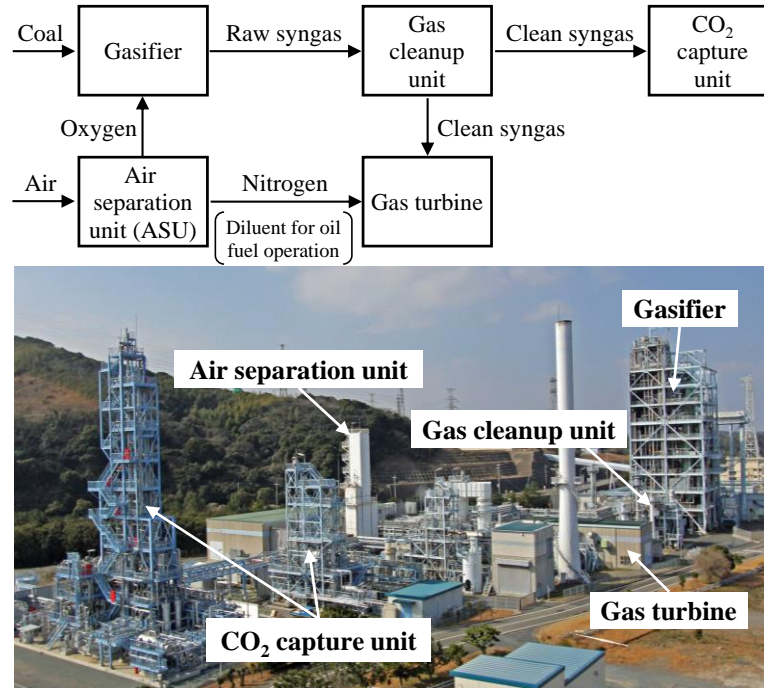 Coal
Gasifier
Raw syngas
Gas
cleanup
unit
Clean syngas
CO₂
capture
unit
Oxygen
Clean syngas
Air
Air
separation
unit (ASU)
Nitrogen
Diluent for oil
fuel operation
Gas turbine
Gasifier
Air separation unit
Gas cleanup unit
Gas turbine
CO₂ capture unit